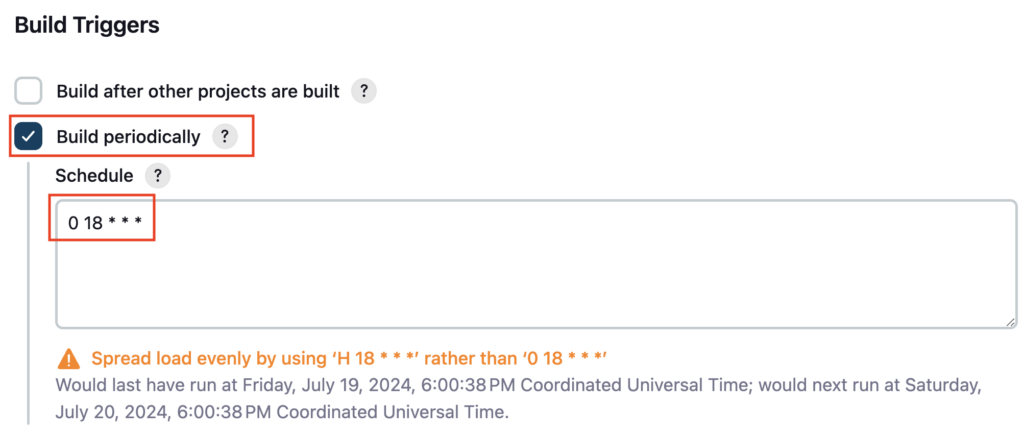 Build Triggers
Build after other projects are built ?
Build periodically ?
Schedule ?
0 18 * * *
Spread load evenly by using ‘H 18 * * *’ rather than ‘0 18 * * *’
Would last have run at Friday, July 19, 2024, 6:00:38 PM Coordinated Universal Time; would next run at Saturday,
July 20, 2024, 6:00:38 PM Coordinated Universal Time.